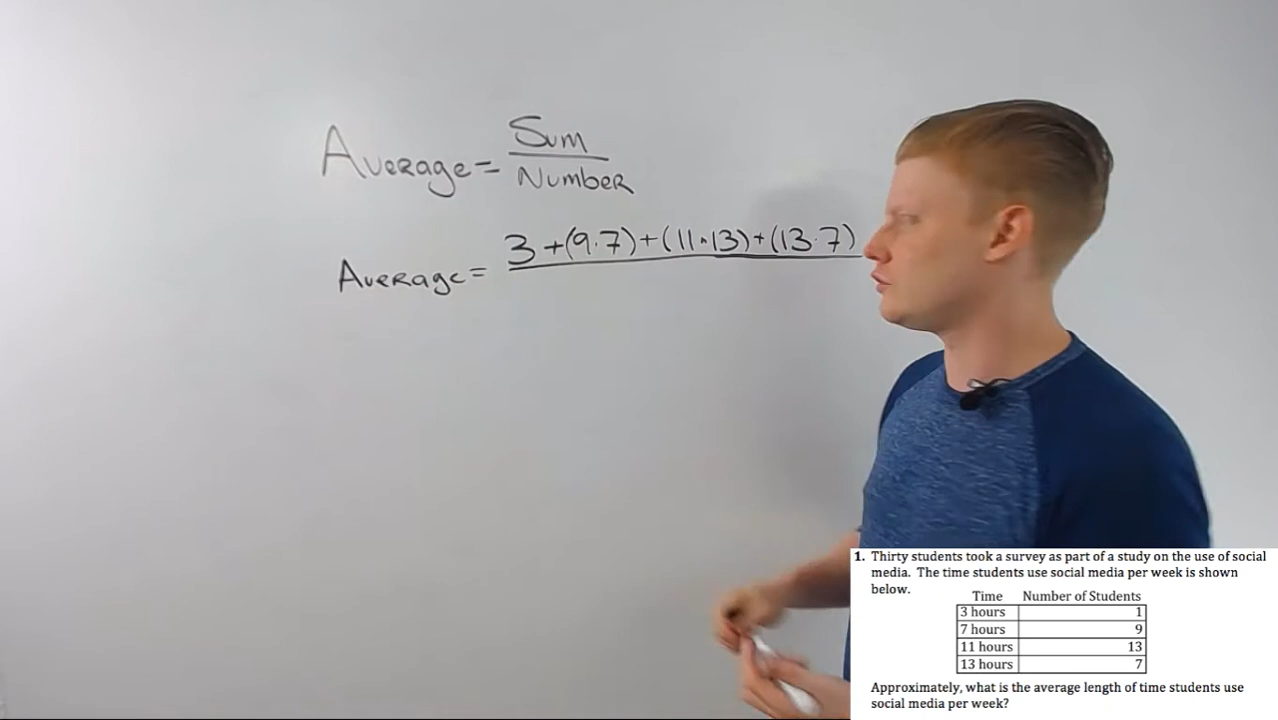 Average = Sum / Number
Average = 3 + (9·7) + (11·13) + (13·7)
1. Thirty students took a survey as part of a study on the use of social
media. The time students use social media per week is shown
below.
Time Number of Students
3 hours 1
7 hours 9
11 hours 13
13 hours 7
Approximately, what is the average length of time students use
social media per week?